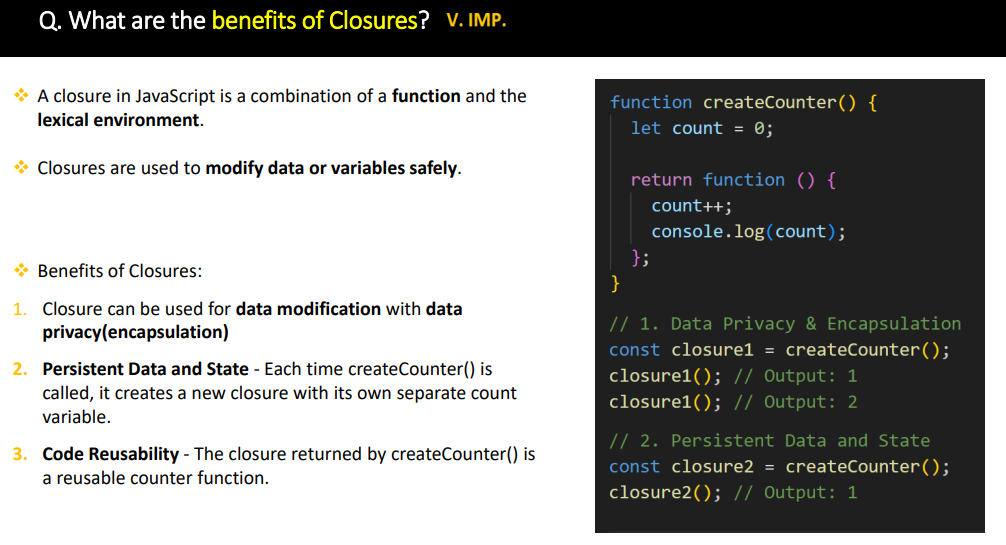 Q. What are the benefits of Closures? V. IMP.
A closure in JavaScript is a combination of a function and the
lexical environment.
Closures are used to modify data or variables safely.
Benefits of Closures:
1. Closure can be used for data modification with data
privacy(encapsulation)
2. Persistent Data and State - Each time createCounter() is
called, it creates a new closure with its own separate count
variable.
3. Code Reusability - The closure returned by createCounter() is
a reusable counter function.
function createCounter() {
let count = 0;
return function () {
count++;
console.log(count);
};
}
// 1. Data Privacy & Encapsulation
const closure1 = createCounter();
closure1(); // Output: 1
closure1(); // Output: 2
// 2. Persistent Data and State
const closure2 = createCounter();
closure2(); // Output: 1